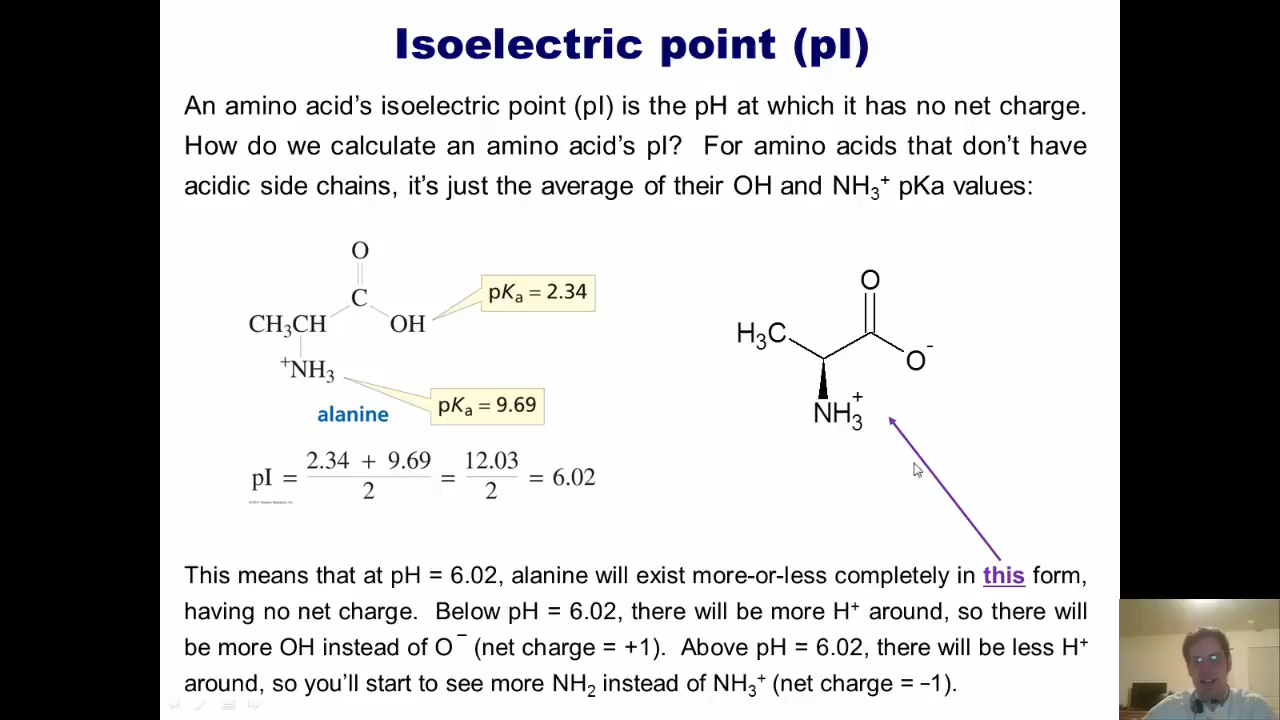 Isoelectric point (pI)
An amino acid's isoelectric point (pI) is the pH at which it has no net charge.
How do we calculate an amino acid's pI? For amino acids that don't have
acidic side chains, it's just the average of their OH and NH₃⁺ pKa values:
O
C
CH₃CH
OH
pKₐ = 2.34
⁺NH₃
pKₐ = 9.69
alanine
pI = (2.34 + 9.69)/2 = 12.03/2 = 6.02
O
H₃C
O⁻
NH₃⁺
This means that at pH = 6.02, alanine will exist more-or-less completely in this form,
having no net charge. Below pH = 6.02, there will be more H⁺ around, so there will
be more OH instead of O⁻ (net charge = +1). Above pH = 6.02, there will be less H⁺
around, so you'll start to see more NH₂ instead of NH₃⁺ (net charge = –1).